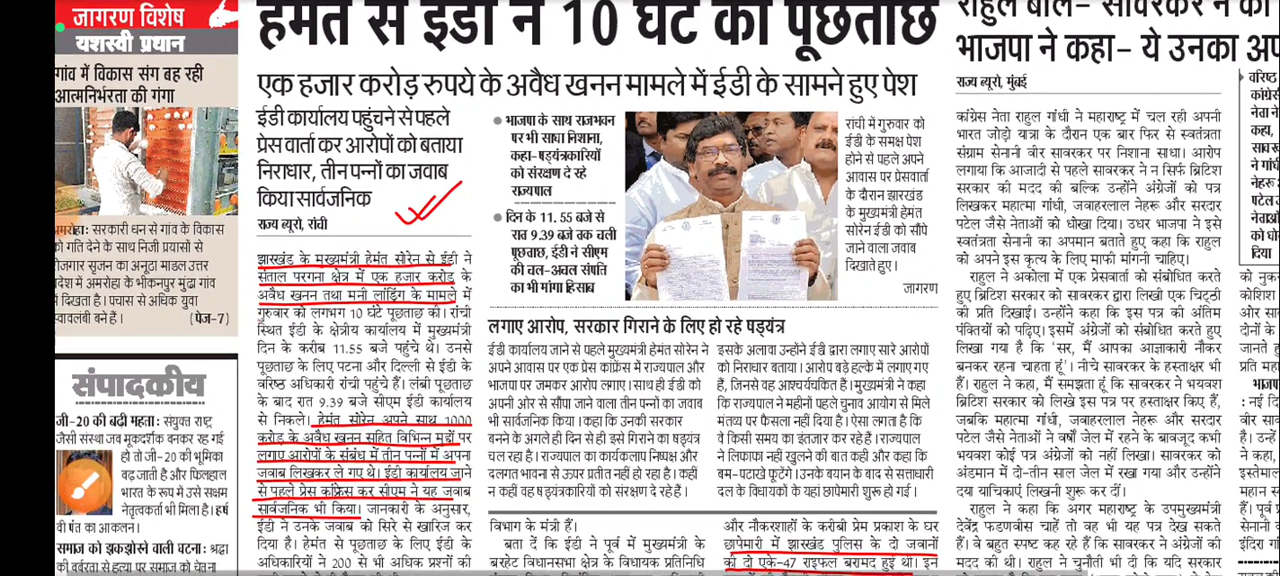 जागरण विशेष
यशस्वी प्रधान
गांव में विकास संग बह रही
आत्मनिर्भरता की गंगा
अमरोहा: सरकारी धन से गांव के विकास
को गति देने के साथ निजी प्रयासों से
रोजगार सृजन का अनूठा माडल उत्तर
प्रदेश में अमरोहा के भीकनपुर मुंढा गांव
में दिखता है। पचास से अधिक युवा
स्वावलंबी बने हैं।
(पेज-7)
संपादकीय
जी-20 की बढ़ी महता: संयुक्त राष्ट्र
जैसी संस्था जब मूकदर्शक बनकर रह गई
हो तो जी-20 की भूमिका
बढ़ जाती है और फिलहाल
भारत के रूप में उसे सक्षम
नेतृत्वकर्ता भी मिला है। हर्ष
वी पंत का आकलन।
समाज को झकझोरने वाली घटना: श्रद्धा
की बर्वरता से हत्या पर समाज को चेतना
हेमंत से ईडी ने 10 घंटे की पूछताछ
एक हजार करोड़ रुपये के अवैध खनन मामले में ईडी के सामने हुए पेश
ईडी कार्यालय पहुंचने से पहले
प्रेस वार्ता कर आरोपों को बताया
निराधार, तीन पन्नों का जवाब
किया सार्वजनिक
राज्य ब्यूरो, रांची
झारखंड के मुख्यमंत्री हेमंत सोरेन से ईडी ने
संताल परगना क्षेत्र में एक हजार करोड़ के
अवैध खनन तथा मनी लांड्रिंग के मामले में
गुरुवार को लगभग 10 घंटे पूछताछ की। रांची
स्थित ईडी के क्षेत्रीय कार्यालय में मुख्यमंत्री
दिन के करीब 11.55 बजे पहुंचे थे। उनसे
पूछताछ के लिए पटना और दिल्ली से ईडी के
वरिष्ठ अधिकारी रांची पहुंचे हैं। लंबी पूछताछ
के बाद रात 9.39 बजे सीएम ईडी कार्यालय
से निकले। हेमंत सोरेन अपने साथ 1000
करोड़ के अवैध खनन सहित विभिन्न मुद्दों पर
लगाए आरोपों के संबंध में तीन पन्नों में अपना
जवाब लिखकर ले गए थे। ईडी कार्यालय जाने
से पहले प्रेस कांफ्रेंस कर सीएम ने यह जवाब
सार्वजनिक भी किया। जानकारी के अनुसार,
ईडी ने उनके जवाब को सिरे से खारिज कर
दिया है। हेमंत से पूछताछ के लिए ईडी के
अधिकारियों ने 200 से भी अधिक प्रश्नों की
भाजपा के साथ राजभवन
पर भी साधा निशाना,
कहा-षड्यंत्रकारियों
को संरक्षण दे रहे
राज्यपाल
दिन के 11. 55 बजे से
रात 9.39 बजे तक चली
पूछताछ, ईडी ने सीएम
की चल-अचल संपत्ति
का भी मांगा हिसाब
रांची में गुरुवार को
ईडी के समक्ष पेश
होने से पहले अपने
आवास पर प्रेसवार्ता
के दौरान झारखंड
के मुख्यमंत्री हेमंत
सोरेन ईडी को सौंपे
जाने वाला जवाब
दिखाते हुए।
जागरण
लगाए आरोप, सरकार गिराने के लिए हो रहे षड्यंत्र
ईडी कार्यालय जाने से पहले मुख्यमंत्री हेमंत सोरेन ने
अपने आवास पर एक प्रेस कांफ्रेंस में राज्यपाल और
भाजपा पर जमकर आरोप लगाए। साथ ही ईडी को
अपनी ओर से सौंपा जाने वाला तीन पन्नों का जवाब
भी सार्वजनिक किया। कहा कि उनकी सरकार
बनने के अगले ही दिन से ही इसे गिराने का षड्यंत्र
चल रहा है। राज्यपाल का कार्यकलाप निष्पक्ष और
दलगत भावना से ऊपर प्रतीत नहीं हो रहा है। कहीं
न कहीं वह षड्यंत्रकारियों को संरक्षण दे रहे हैं।
इसके अलावा उन्होंने ईडी द्वारा लगाए सारे आरोपों
को निराधार बताया। आरोप बड़े हल्के में लगाए गए
हैं, जिनसे वह आश्चर्यचकित हैं। मुख्यमंत्री ने कहा
कि राज्यपाल ने महीनों पहले चुनाव आयोग से मिले
मंतव्य पर फैसला नहीं दिया है। ऐसा लगता है कि
वे किसी समय का इंतजार कर रहे हैं। राज्यपाल
ने लिफाफा नहीं खुलने की बात कही और कहा कि
बम-पटाखे फूटेंगे। उनके बयान के बाद से सत्ताधारी
दल के विधायकों के यहां छापेमारी शुरू हो गई।
विभाग के मंत्री हैं।
बता दें कि ईडी ने पूर्व में मुख्यमंत्री के
बरहेट विधानसभा क्षेत्र के विधायक प्रतिनिधि
और नौकरशाहों के करीबी प्रेम प्रकाश के घर
छापेमारी में झारखंड पुलिस के दो जवानों
की दो एके-47 राइफल बरामद हुई थी। इन
राहुल बोले- सावरकर ने की
भाजपा ने कहा- ये उनका अप
राज्य ब्यूरो, मुंबई
कांग्रेस नेता राहुल गांधी ने महाराष्ट्र में चल रही अपनी
भारत जोड़ो यात्रा के दौरान एक बार फिर से स्वतंत्रता
संग्राम सेनानी वीर सावरकर पर निशाना साधा। आरोप
लगाया कि आजादी से पहले सावरकर ने न सिर्फ ब्रिटिश
सरकार की मदद की बल्कि उन्होंने अंग्रेजों को पत्र
लिखकर महात्मा गांधी, जवाहरलाल नेहरू और सरदार
पटेल जैसे नेताओं को धोखा दिया। उधर भाजपा ने इसे
स्वतंत्रता सेनानी का अपमान बताते हुए कहा कि राहुल
को अपने इस कृत्य के लिए माफी मांगनी चाहिए।
राहुल ने अकोला में एक प्रेसवार्ता को संबोधित करते
हुए ब्रिटिश सरकार को सावरकर द्वारा लिखी एक चिट्ठी
की प्रति दिखाई। उन्होंने कहा कि इस पत्र की अंतिम
पंक्तियों को पढ़िए। इसमें अंग्रेजों को संबोधित करते हुए
लिखा गया है कि 'सर, मैं आपका आज्ञाकारी नौकर
बनकर रहना चाहता हूं'। नीचे सावरकर के हस्ताक्षर भी
हैं। राहुल ने कहा, मैं समझता हूं कि सावरकर ने भयवश
ब्रिटिश सरकार को लिखे इस पत्र पर हस्ताक्षर किए हैं,
जबकि महात्मा गांधी, जवाहरलाल नेहरू और सरदार
पटेल जैसे नेताओं ने वर्षों जेल में रहने के बावजूद कभी
भयवश कोई पत्र अंग्रेजों को नहीं लिखा। सावरकर को
अंडमान में दो-तीन साल जेल में रखा गया और उन्होंने
दया याचिकाएं लिखनी शुरू कर दीं।
राहुल ने कहा कि अगर महाराष्ट्र के उपमुख्यमंत्री
देवेंद्र फडणवीस चाहें तो वह भी यह पत्र देख सकते
हैं। वे बहुत स्पष्ट कह रहे हैं कि सावरकर ने अंग्रेजों की
मदद की थी। राहुल ने चुनौती भी दी कि यदि कोई
वरिष्ठ
कांग्रेस
नेता ने
कहा,
साव
ने गांधी
नेहरू
पटेल
नेताओं
को धो
दिया
को नुक
कोशिश
और सा
दोनों के
जानते ह
प्रति महा
भाजपा
: नई दि